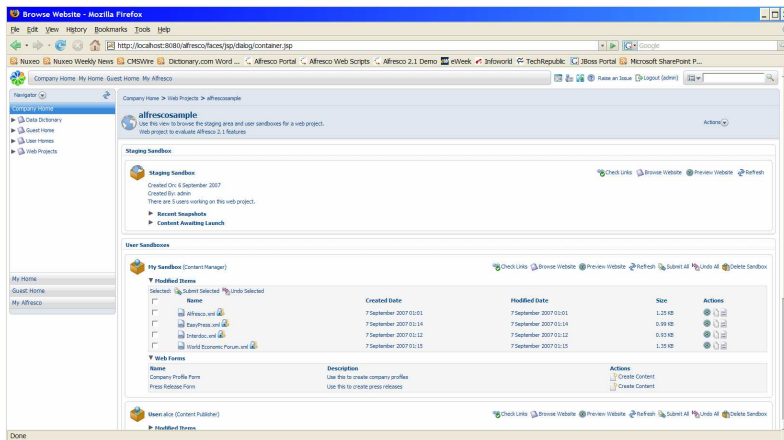 Browse Website - Mozilla Firefox
File Edit View History Bookmarks Tools Help
http://localhost:8080/alfresco/faces/jsp/dialog/container.jsp
Google
Nuxeo Nuxeo Weekly News CMSWire Dictionary.com Word ... Alfresco Portal Alfresco Web Scripts Alfresco 2.1 Demo eWeek Infoworld TechRepublic JBoss Portal Microsoft SharePoint P...
Company Home My Home Guest Home My Alfresco
Raise an Issue Logout (admin)
Navigator
Company Home
Data Dictionary
Guest Home
User Homes
Web Projects
My Home
Guest Home
My Alfresco
Company Home > Web Projects > alfrescosample
alfrescosample
Use this view to browse the staging area and user sandboxes for a web project.
Web project to evaluate Alfresco 2.1 features
Actions
Staging Sandbox
Staging Sandbox
Check Links Browse Website Preview Website Refresh
Created On: 6 September 2007
Created By: admin
There are 5 users working on this web project.
Recent Snapshots
Content Awaiting Launch
User Sandboxes
My Sandbox (Content Manager)
Check Links Browse Website Preview Website Refresh Submit All Undo All Delete Sandbox
Modified Items
Selected: Submit Selected Undo Selected
Name Created Date Modified Date Size Actions
Alfresco.xml 7 September 2007 01:01 7 September 2007 01:01 1.25 KB
EasyPress.xml 7 September 2007 01:14 7 September 2007 01:14 0.99 KB
Interdoc.xml 7 September 2007 01:12 7 September 2007 01:12 0.93 KB
World Economic Forum.xml 7 September 2007 01:15 7 September 2007 01:15 1.35 KB
Web Forms
Name Description Actions
Company Profile Form Use this to create company profiles Create Content
Press Release Form Use this to create press releases Create Content
User: alice (Content Publisher)
Check Links Browse Website Preview Website Refresh Submit All Undo All Delete Sandbox
Modified Items
Done